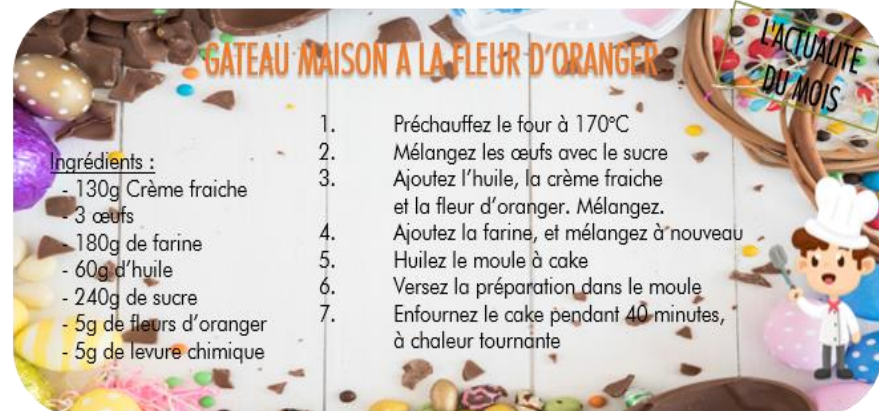 GATEAU MAISON A LA FLEUR D'ORANGER
L'ACTUALITE
DU MOIS
Ingrédients :
- 130g Crème fraiche
- 3 œufs
- 180g de farine
- 60g d'huile
- 240g de sucre
- 5g de fleurs d'oranger
- 5g de levure chimique
1. Préchauffez le four à 170°C
2. Mélangez les œufs avec le sucre
3. Ajoutez l'huile, la crème fraiche
et la fleur d'oranger. Mélangez.
4. Ajoutez la farine, et mélangez à nouveau
5. Huilez le moule à cake
6. Versez la préparation dans le moule
7. Enfournez le cake pendant 40 minutes,
à chaleur tournante